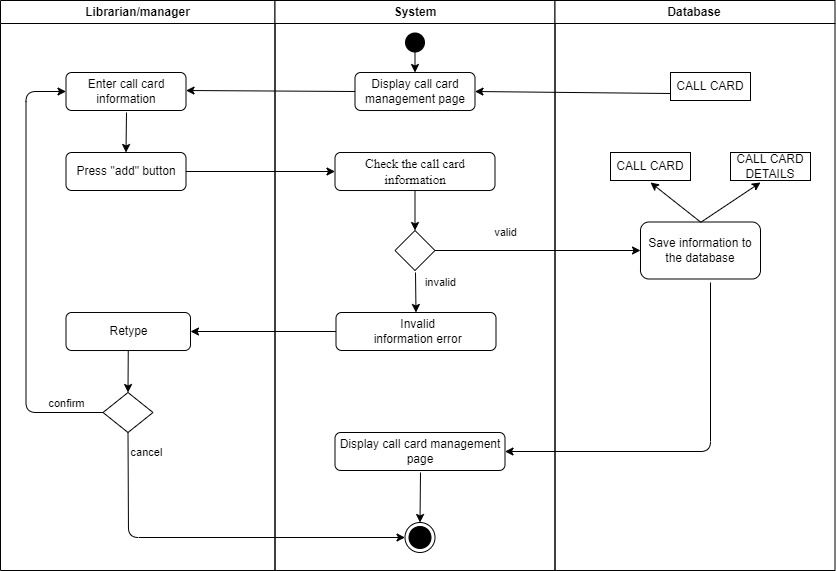 Librarian/manager
System
Database
Enter call card
information
Display call card
management page
CALL CARD
Press "add" button
Check the call card
information
CALL CARD
CALL CARD
DETAILS
valid
Save information to
the database
invalid
Retype
Invalid
information error
confirm
cancel
Display call card management
page